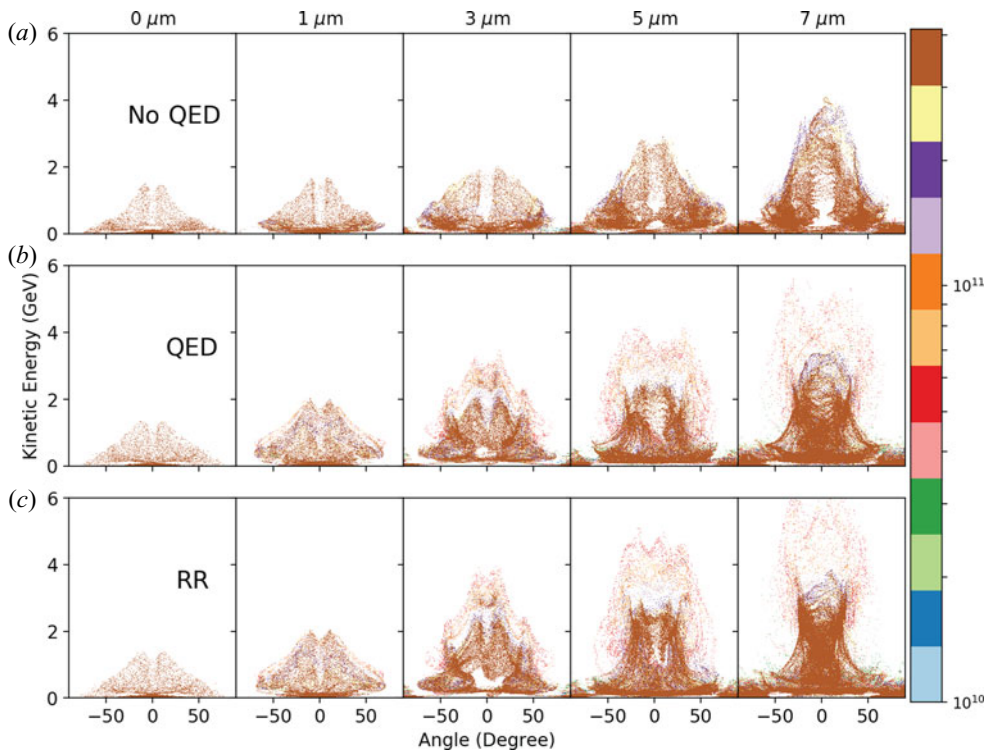 0 μm 1 μm 3 μm 5 μm 7 μm
(a)
6
4
2
0
No QED
(b)
6
4
2
0
QED
Kinetic Energy (GeV)
(c)
6
4
2
0
RR
−50 0 50 −50 0 50 −50 0 50 −50 0 50 −50 0 50
Angle (Degree)
10¹¹
10¹⁰